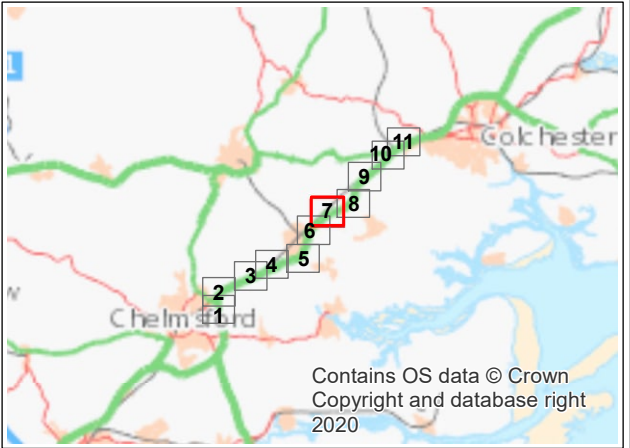 1
Colchester
11
10
9
8
7
6
5
4
3
2
1
w
Chelmsford
Contains OS data © Crown
Copyright and database right
2020